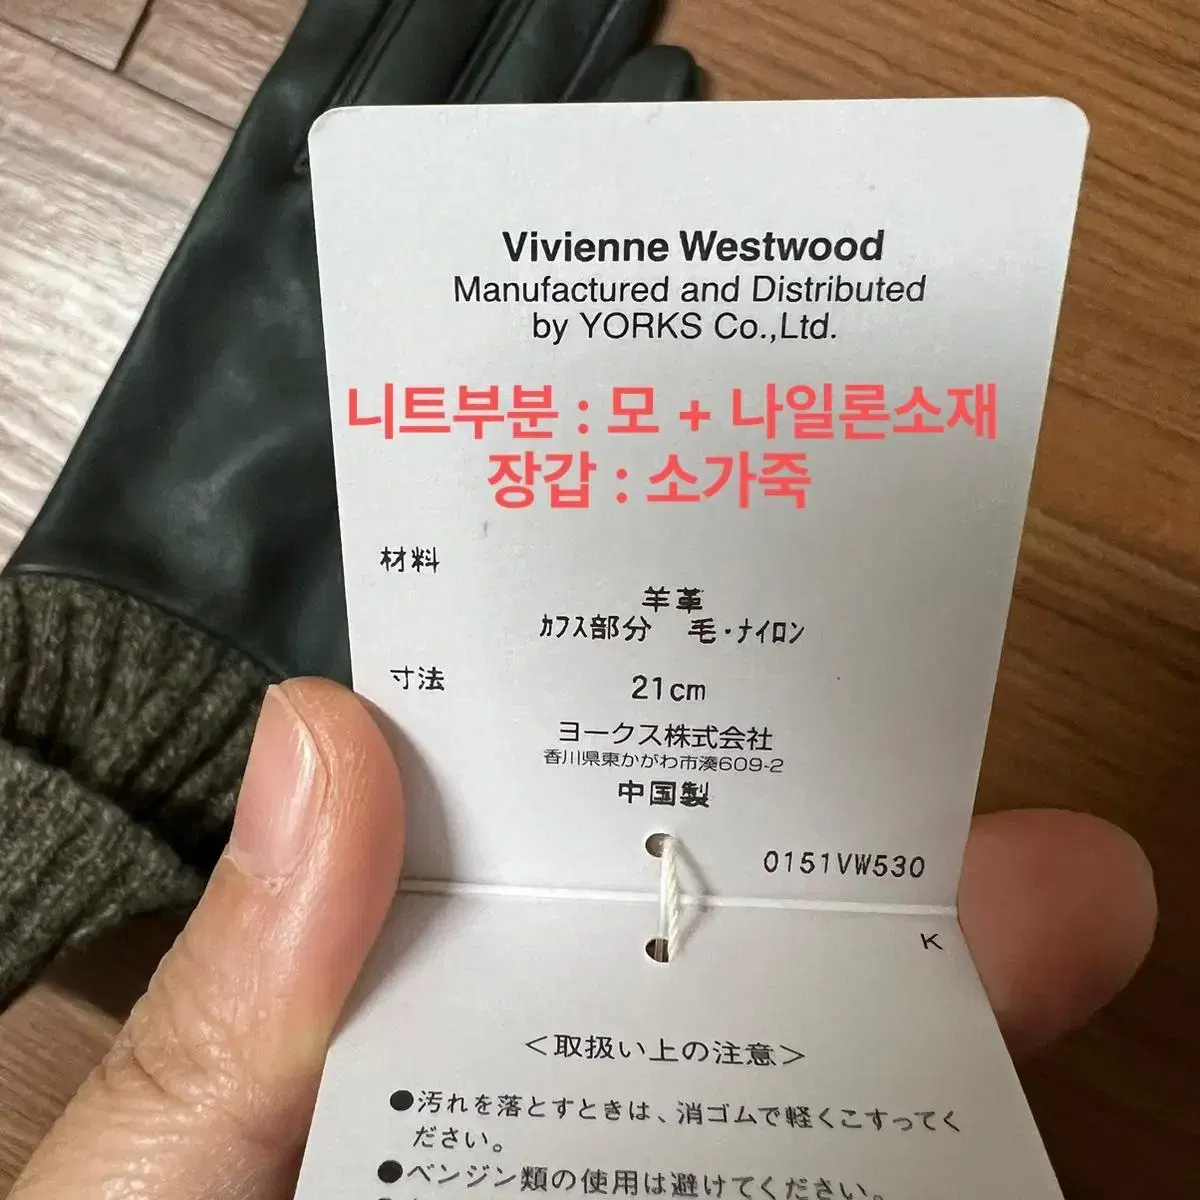 Vivienne Westwood
Manufactured and Distributed
by YORKS Co.,Ltd.
니트부분 : 모 + 나일론소재
장갑 : 소가죽
材料
羊革
カフス部分 毛・ナイロン
寸法 21cm
ヨークス株式会社
香川県東かがわ市湊609-2
中国製
0151VW530
K
<取扱い上の注意>
●汚れを落とすときは、消ゴムで軽くこすってく
ださい。
●ベンジン類の使用は避けてください。